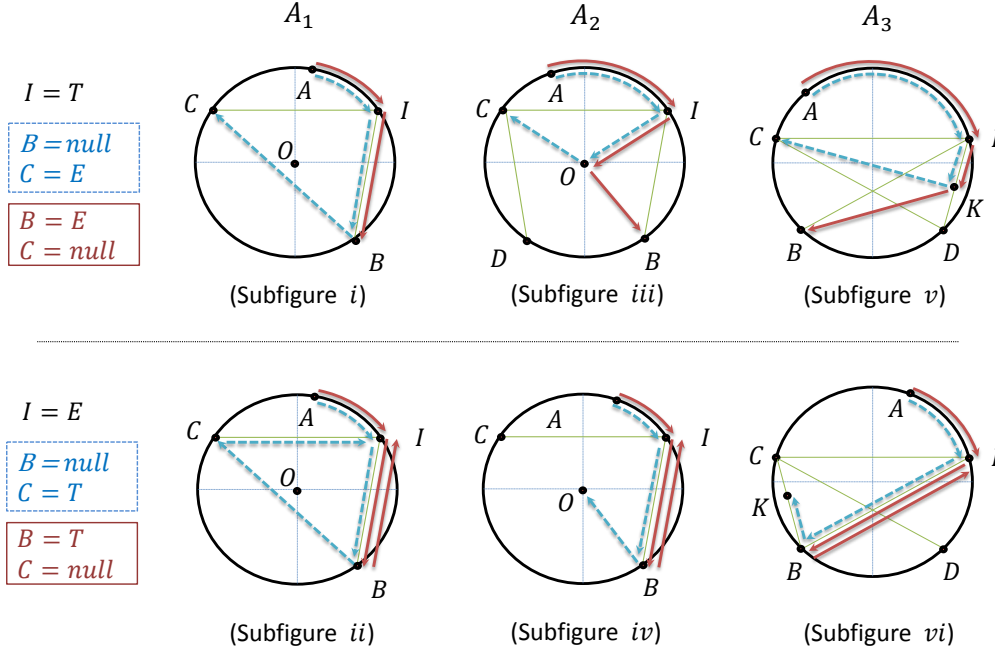 A₁ A₂ A₃
I = T
B = null
C = E
B = E
C = null
A C I O B
A C I O D B
A C I K B D
(Subfigure i) (Subfigure iii) (Subfigure v)
I = E
B = null
C = T
B = T
C = null
C A I O B
C A I O B
A C I K B D
(Subfigure ii) (Subfigure iv) (Subfigure vi)